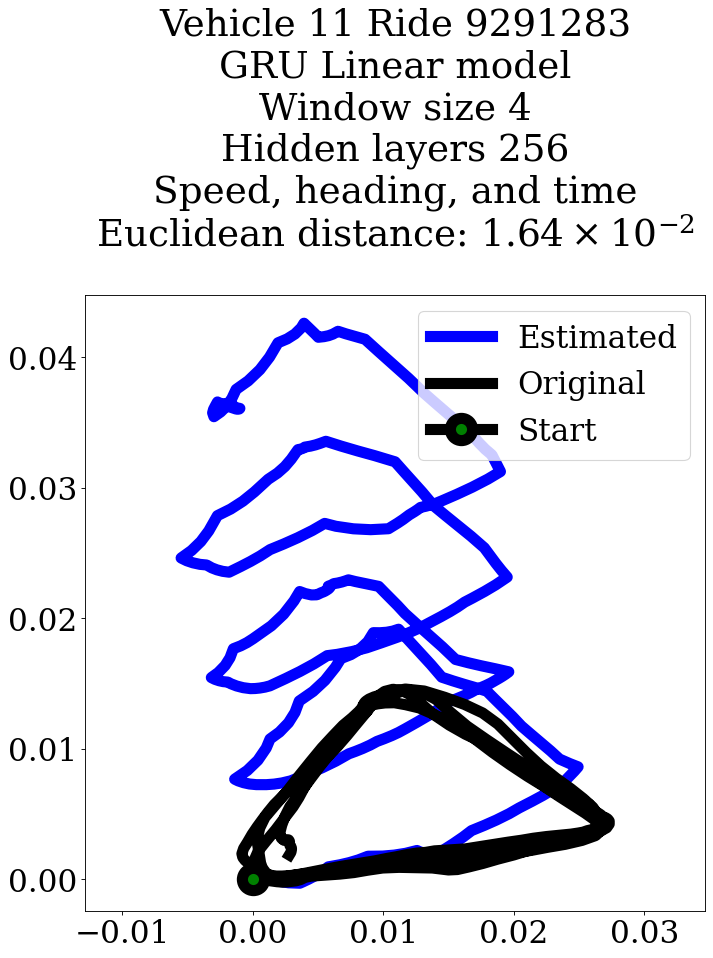 Vehicle 11 Ride 9291283
GRU Linear model
Window size 4
Hidden layers 256
Speed, heading, and time
Euclidean distance: 1.64 × 10⁻²
Estimated
Original
Start
0.04
0.03
0.02
0.01
0.00
−0.01 0.00 0.01 0.02 0.03